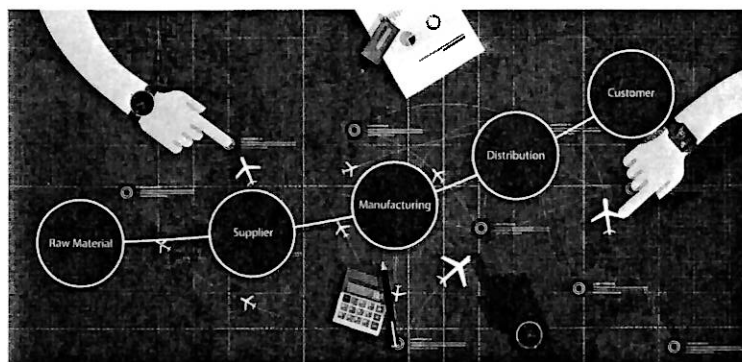 Raw Material
Supplier
Manufacturing
Distribution
Customer